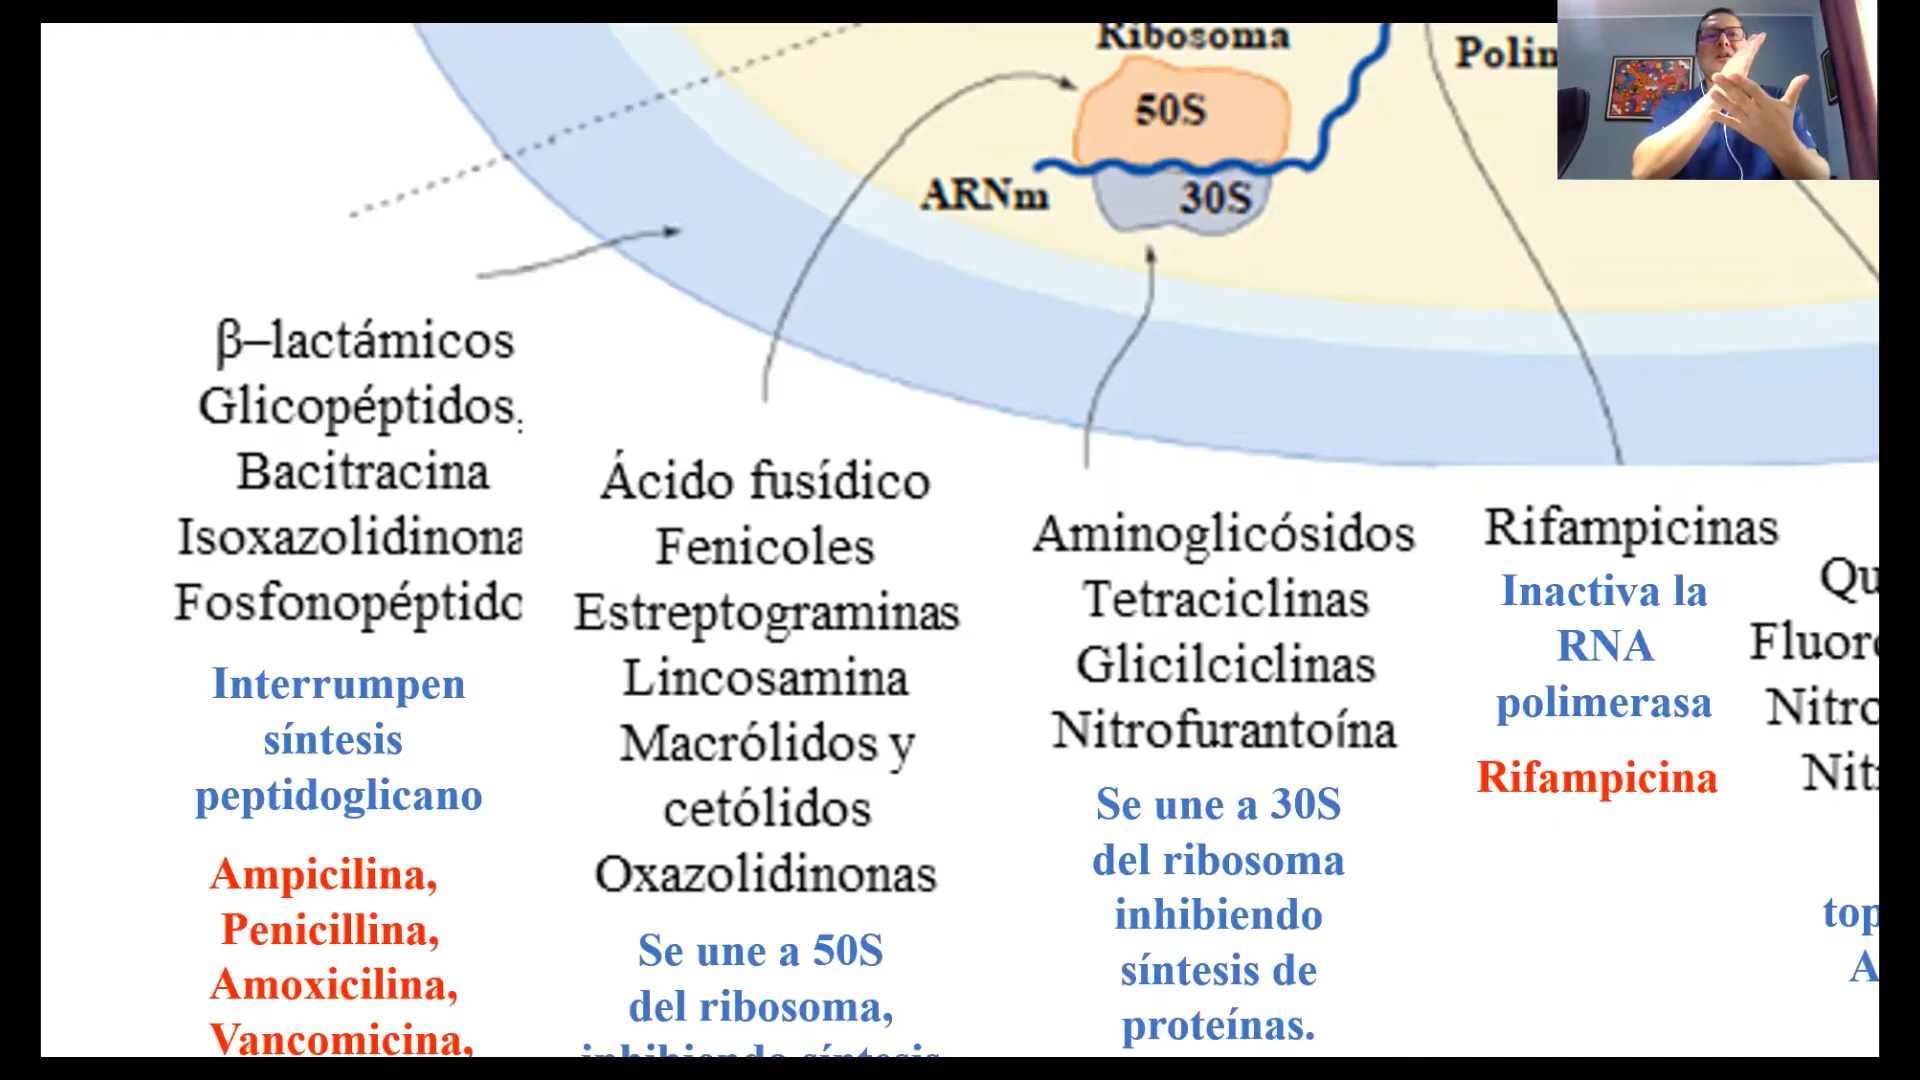 Ribosoma
50S
ARNm
30S
β–lactámicos
Glicopéptidos
Bacitracina
Isoxazolidinona
Fosfonopéptido
Interrumpen
síntesis
peptidoglicano
Ampicilina,
Penicillina,
Amoxicilina,
Vancomicina,
Ácido fusídico
Fenicoles
Estreptograminas
Lincosamina
Macrólidos y
cetólidos
Oxazolidinonas
Se une a 50S
del ribosoma,
inhibiendo síntesis
Aminoglicósidos
Tetraciclinas
Glicilciclinas
Nitrofurantoína
Se une a 30S
del ribosoma
inhibiendo
síntesis de
proteínas.
Rifampicinas
Inactiva la
RNA
polimerasa
Rifampicina